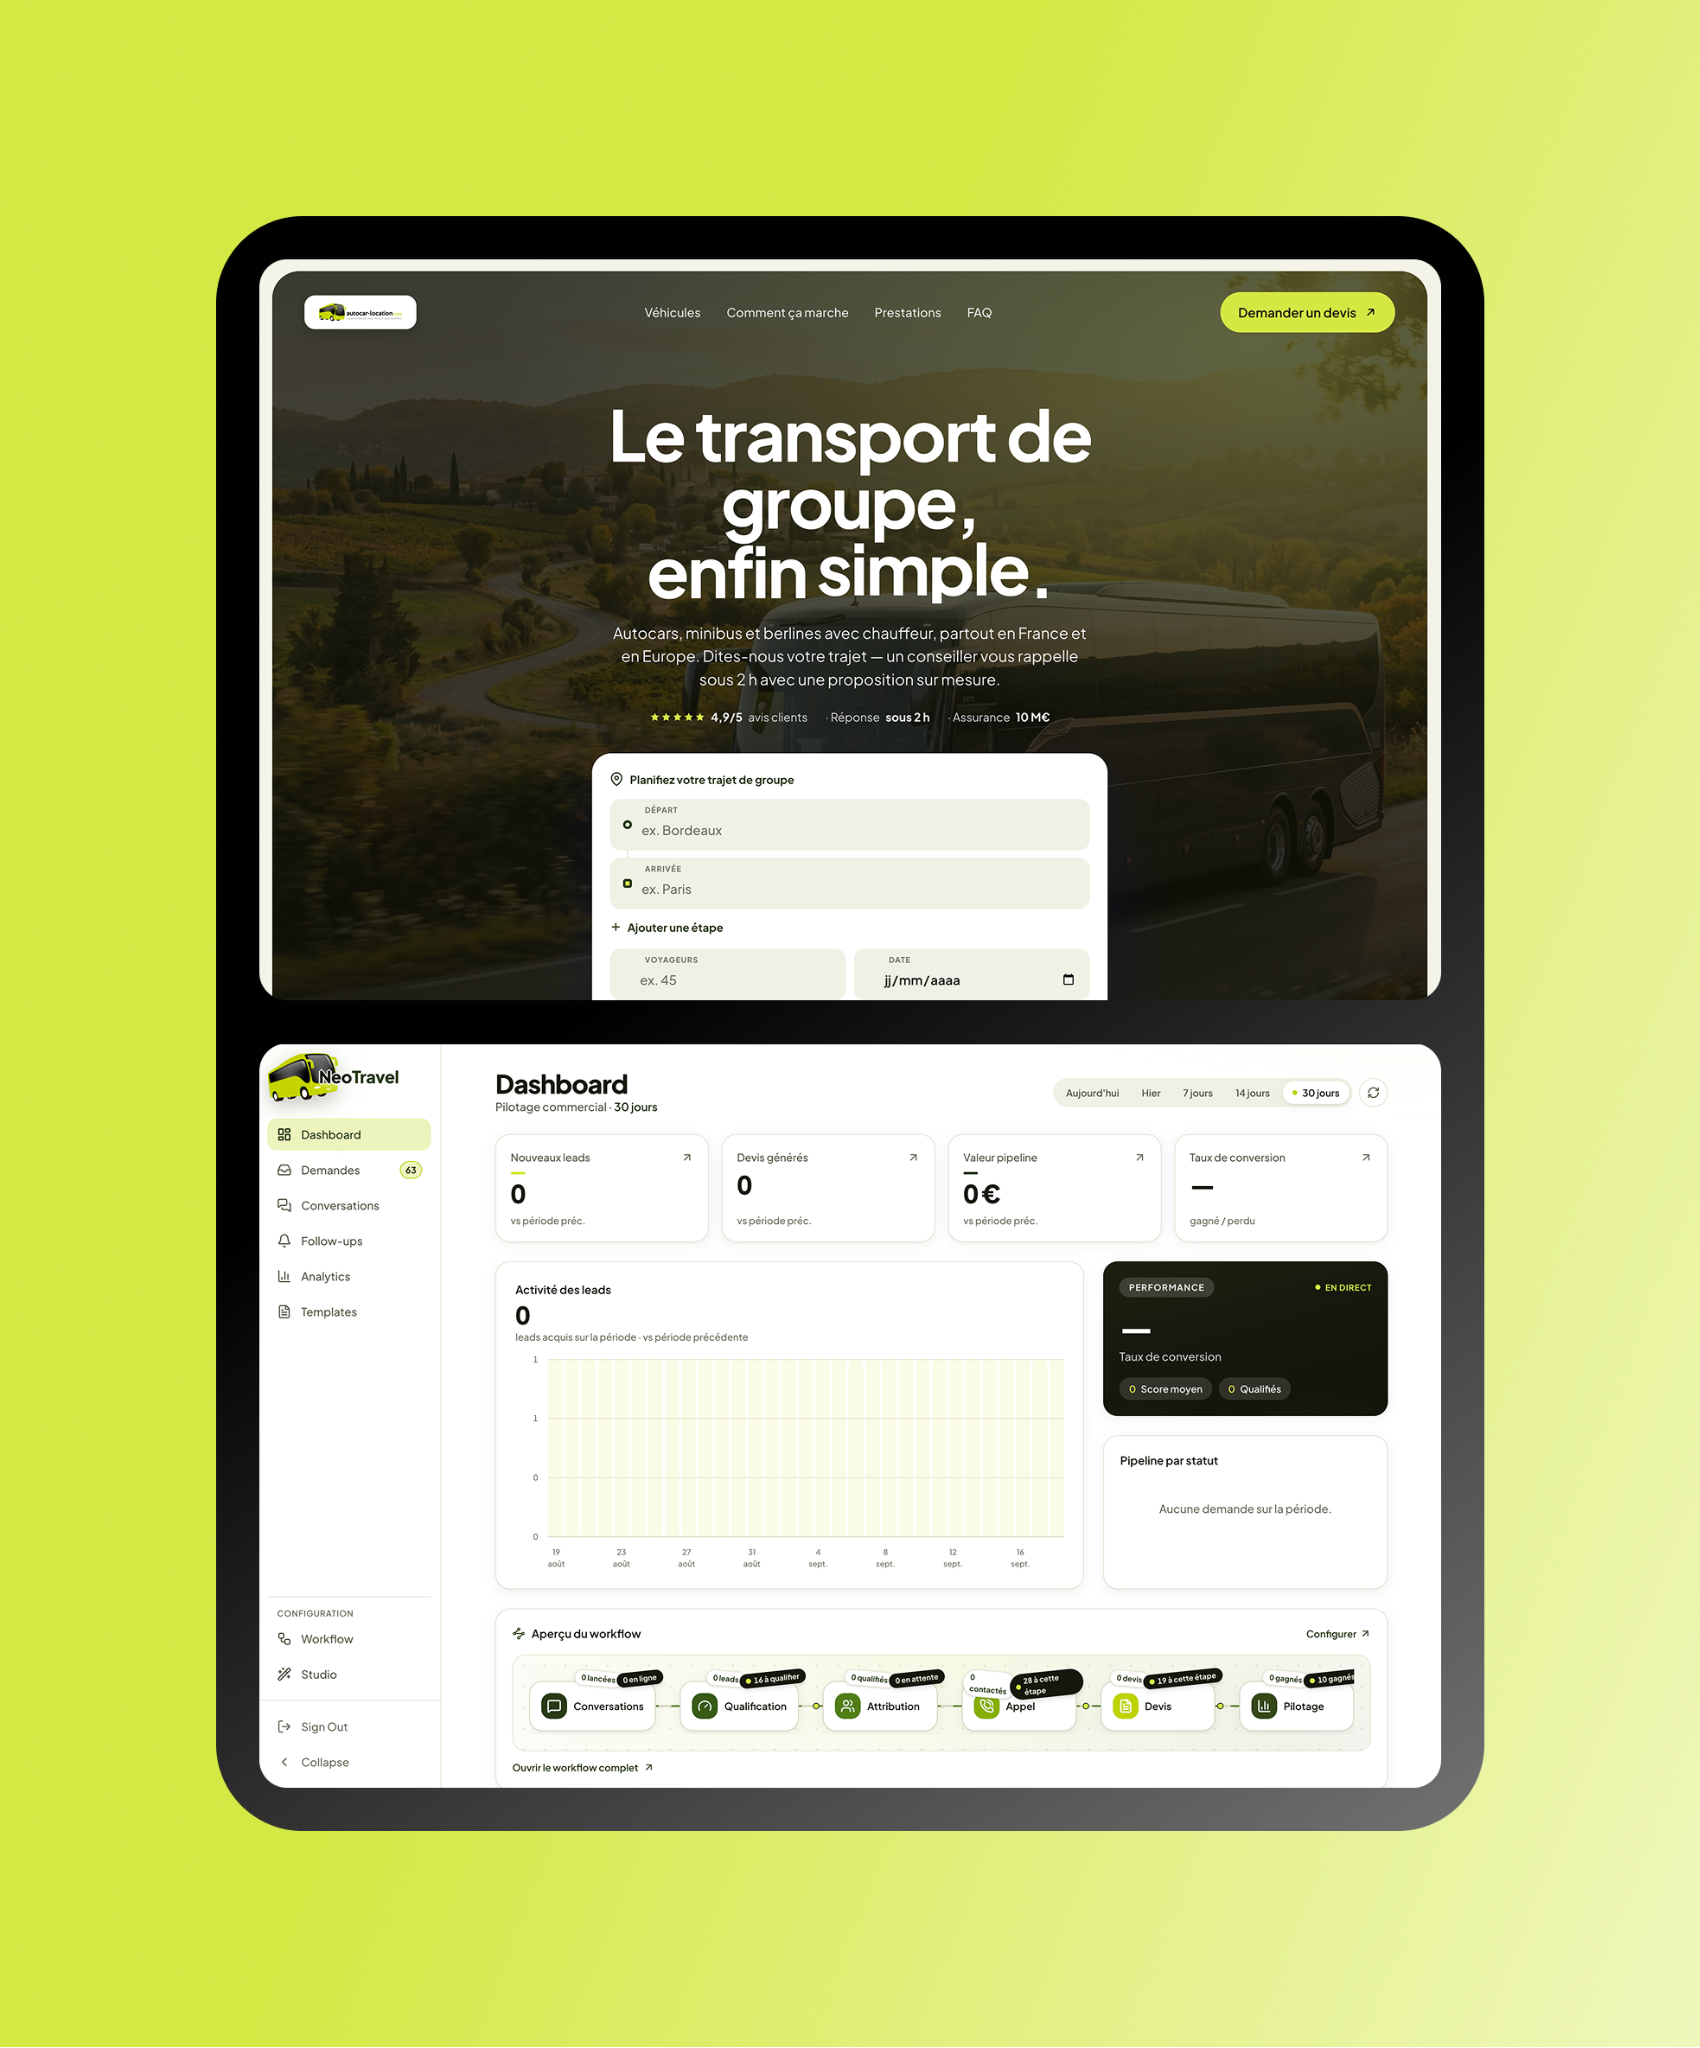 autocar-location
Véhicules
Comment ça marche
Prestations
FAQ
Demander un devis
Le transport de
groupe,
enfin simple.
Autocars, minibus et berlines avec chauffeur, partout en France et
en Europe. Dites-nous votre trajet — un conseiller vous rappelle
sous 2 h avec une proposition sur mesure.
4,9/5 avis clients · Réponse sous 2 h · Assurance 10 M€
Planifiez votre trajet de groupe
DÉPART
ex. Bordeaux
ARRIVÉE
ex. Paris
Ajouter une étape
VOYAGEURS
ex. 45
DATE
jj/mm/aaaa
NeoTravel
Dashboard
Demandes 63
Conversations
Follow-ups
Analytics
Templates
CONFIGURATION
Workflow
Studio
Sign Out
Collapse
Dashboard
Pilotage commercial · 30 jours
Aujourd'hui
Hier
7 jours
14 jours
30 jours
Nouveaux leads
0
vs période préc.
Devis générés
0
vs période préc.
Valeur pipeline
0 €
vs période préc.
Taux de conversion
—
gagné / perdu
Activité des leads
0
leads acquis sur la période · vs période précédente
1
1
0
0
19 août
23 août
27 août
31 août
4 sept.
8 sept.
12 sept.
16 sept.
PERFORMANCE
EN DIRECT
—
Taux de conversion
0 Score moyen
0 Qualifiés
Pipeline par statut
Aucune demande sur la période.
Aperçu du workflow
Configurer
0 lancées
0 en ligne
Conversations
0 leads
16 à qualifier
Qualification
0 qualifiés
0 en attente
Attribution
0 contactés
28 à cette étape
Appel
0 devis
19 à cette étape
Devis
0 gagnés
10 gagnés
Pilotage
Ouvrir le workflow complet